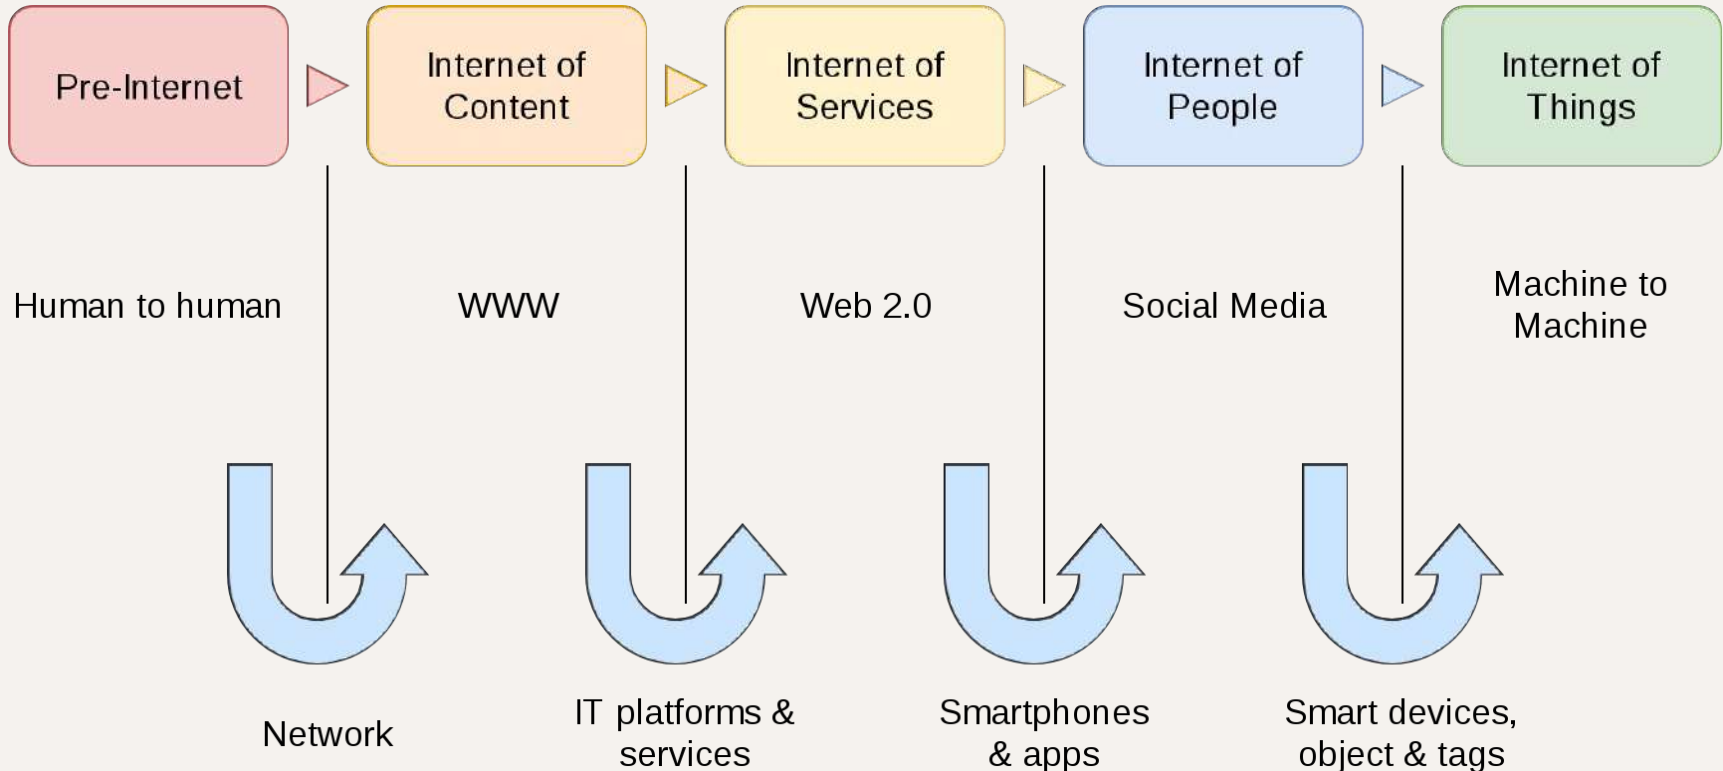 Pre-Internet
Internet of
Content
Internet of
Services
Internet of
People
Internet of
Things
Human to human
WWW
Web 2.0
Social Media
Machine to
Machine
Network
IT platforms &
services
Smartphones
& apps
Smart devices,
object & tags